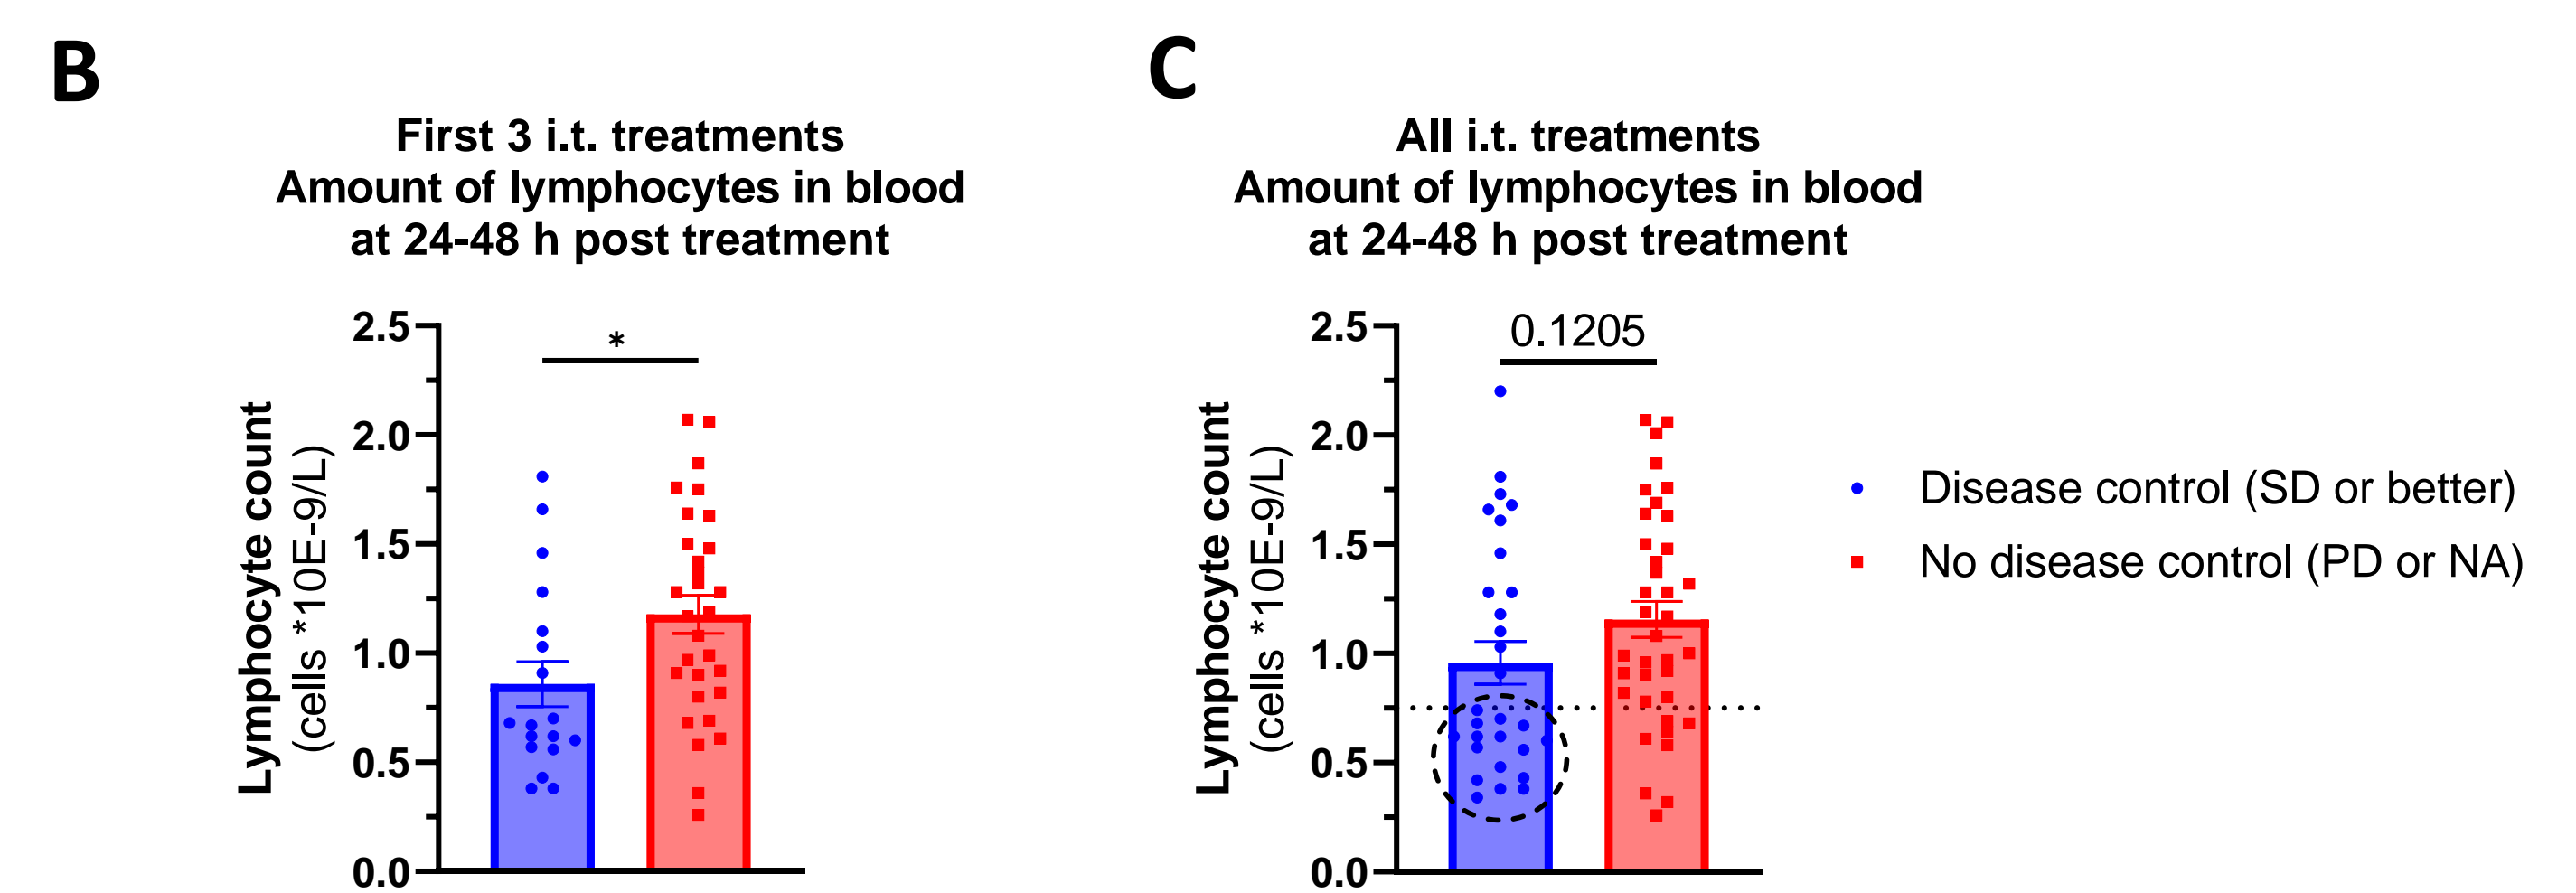 B
First 3 i.t. treatments
Amount of lymphocytes in blood
at 24-48 h post treatment
Lymphocyte count
(cells *10E-9/L)
2.5
2.0
1.5
1.0
0.5
0.0
*
C
All i.t. treatments
Amount of lymphocytes in blood
at 24-48 h post treatment
Lymphocyte count
(cells *10E-9/L)
2.5
2.0
1.5
1.0
0.5
0.0
0.1205
Disease control (SD or better)
No disease control (PD or NA)